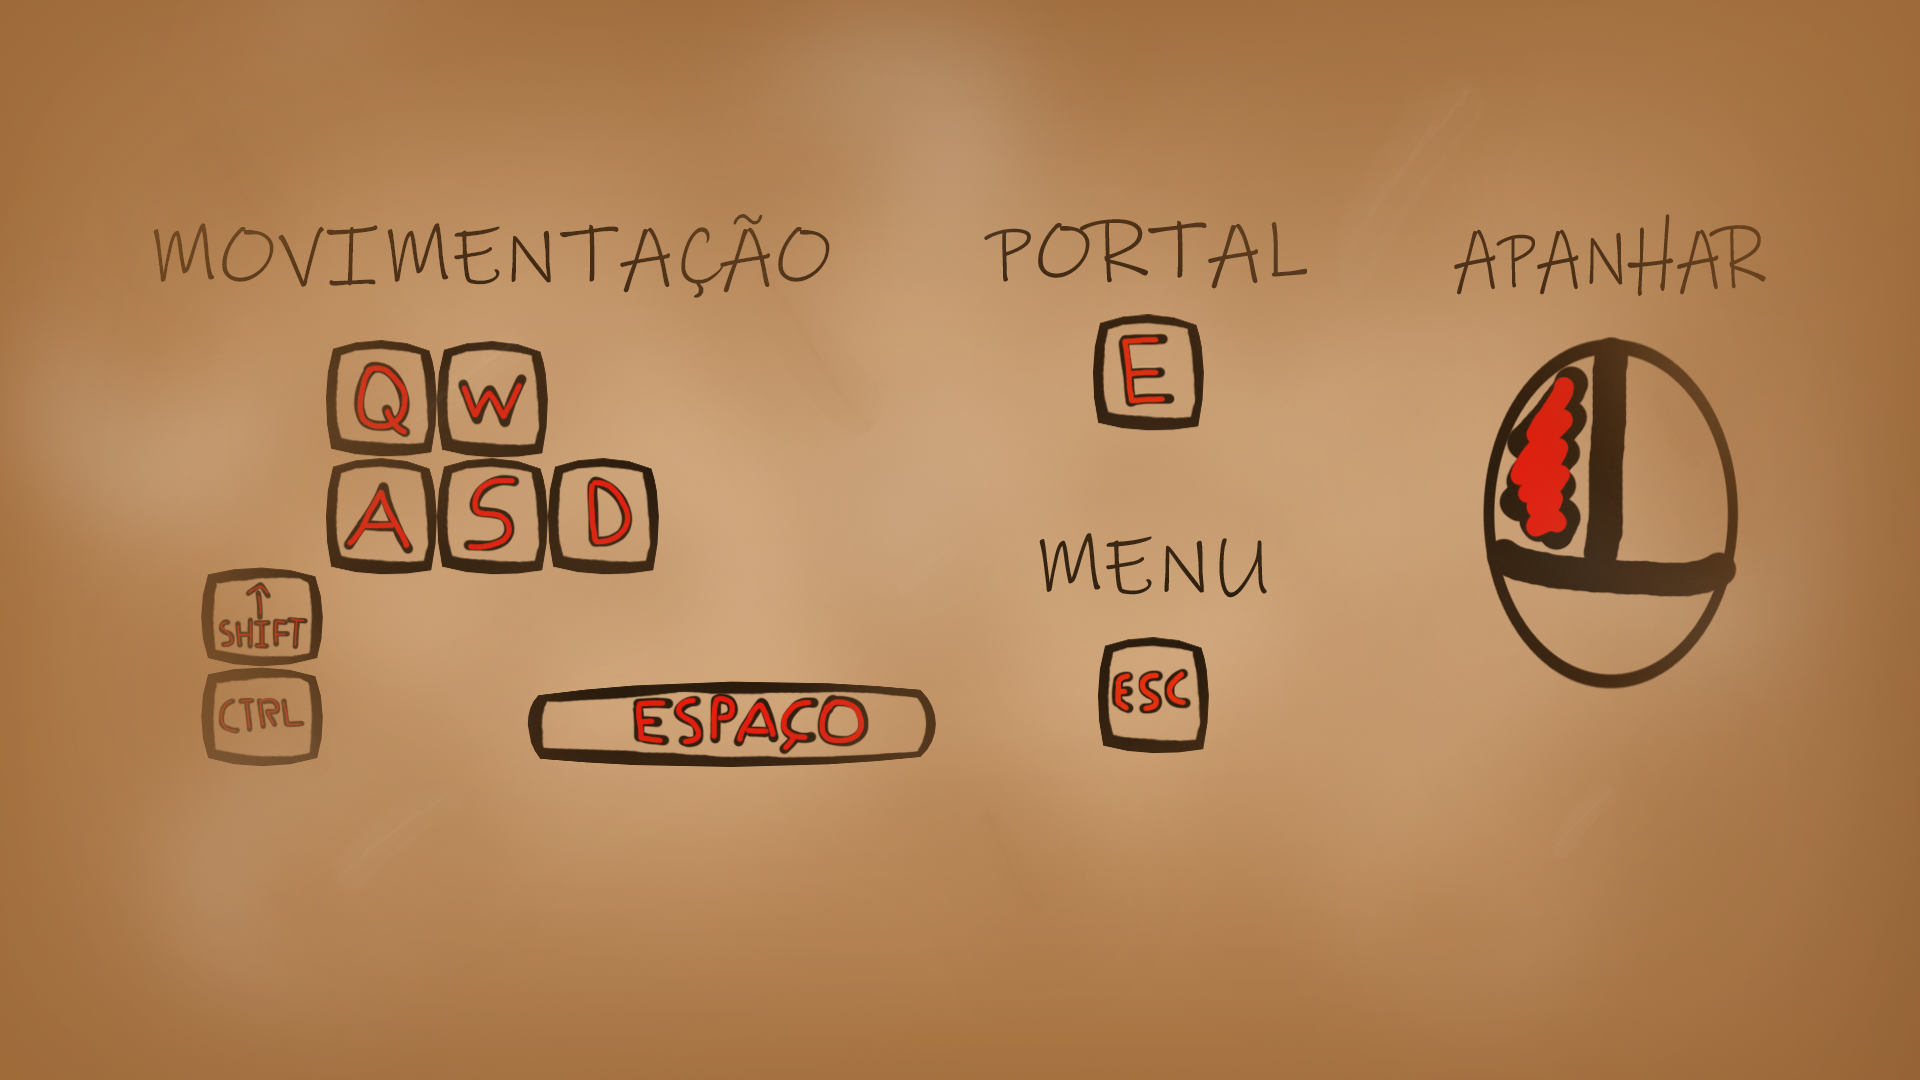 MOVIMENTAÇÃO
Q W
A S D
SHIFT
CTRL
ESPAÇO
PORTAL
E
MENU
ESC
APANHAR